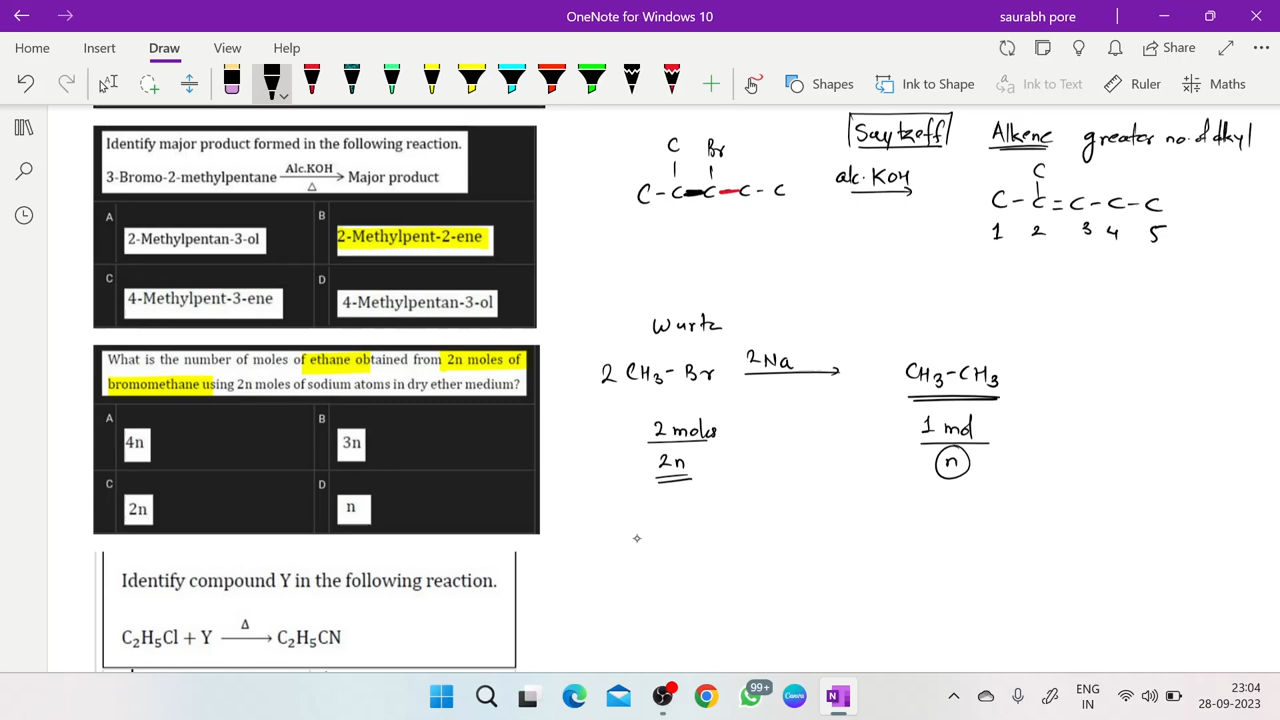 OneNote for Windows 10
saurabh pore
Home
Insert
Draw
View
Help
Share
Shapes
Ink to Shape
Ink to Text
Ruler
Maths
Identify major product formed in the following reaction.
3-Bromo-2-methylpentane Alc.KOH Δ → Major product
A
2-Methylpentan-3-ol
B
2-Methylpent-2-ene
C
4-Methylpent-3-ene
D
4-Methylpentan-3-ol
C Br
C - C - C - C - C
Saytzeff
alc. KOH
Alkene greater no. of alkyl
C
C - C = C - C - C
1 2 3 4 5
What is the number of moles of ethane obtained from 2n moles of
bromomethane using 2n moles of sodium atoms in dry ether medium?
A
4n
B
3n
C
2n
D
n
Wurtz
2 CH3 - Br 2Na → CH3 - CH3
2 moles 1 mol
2n n
Identify compound Y in the following reaction.
C₂H₅Cl + Y Δ → C₂H₅CN
99+
ENG
IN
23:04
28-09-2023